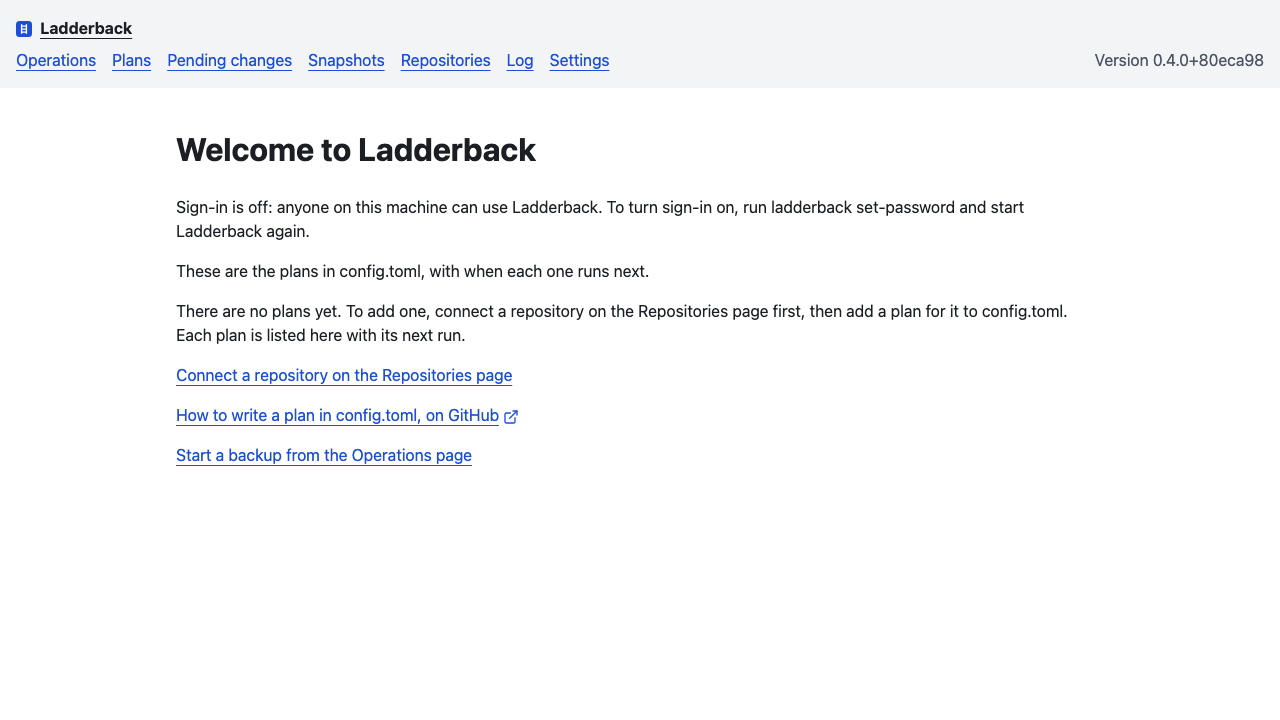 Ladderback
Operations Plans Pending changes Snapshots Repositories Log Settings Version 0.4.0+80eca98
Welcome to Ladderback
Sign-in is off: anyone on this machine can use Ladderback. To turn sign-in on, run ladderback set-password and start
Ladderback again.
These are the plans in config.toml, with when each one runs next.
There are no plans yet. To add one, connect a repository on the Repositories page first, then add a plan for it to config.toml.
Each plan is listed here with its next run.
Connect a repository on the Repositories page
How to write a plan in config.toml, on GitHub
Start a backup from the Operations page